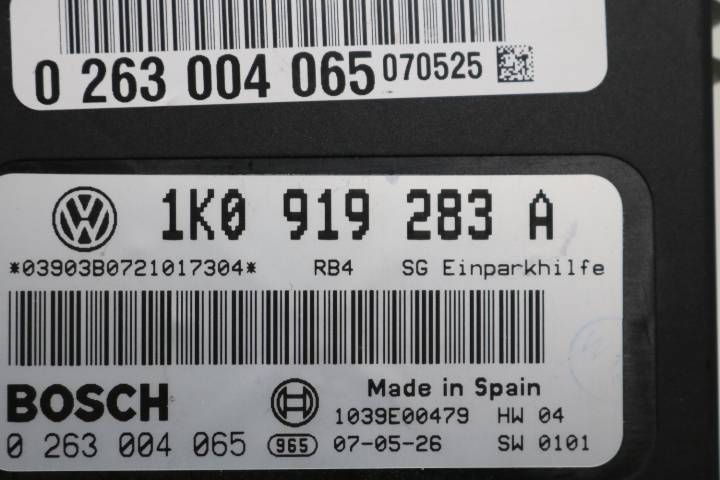 0 263 004 065 070525
1K0 919 283 A
*03903B0721017304* RB4 SG Einparkhilfe
BOSCH
Made in Spain
1039E00479 HW 04
0 263 004 065 965 07-05-26 SW 0101